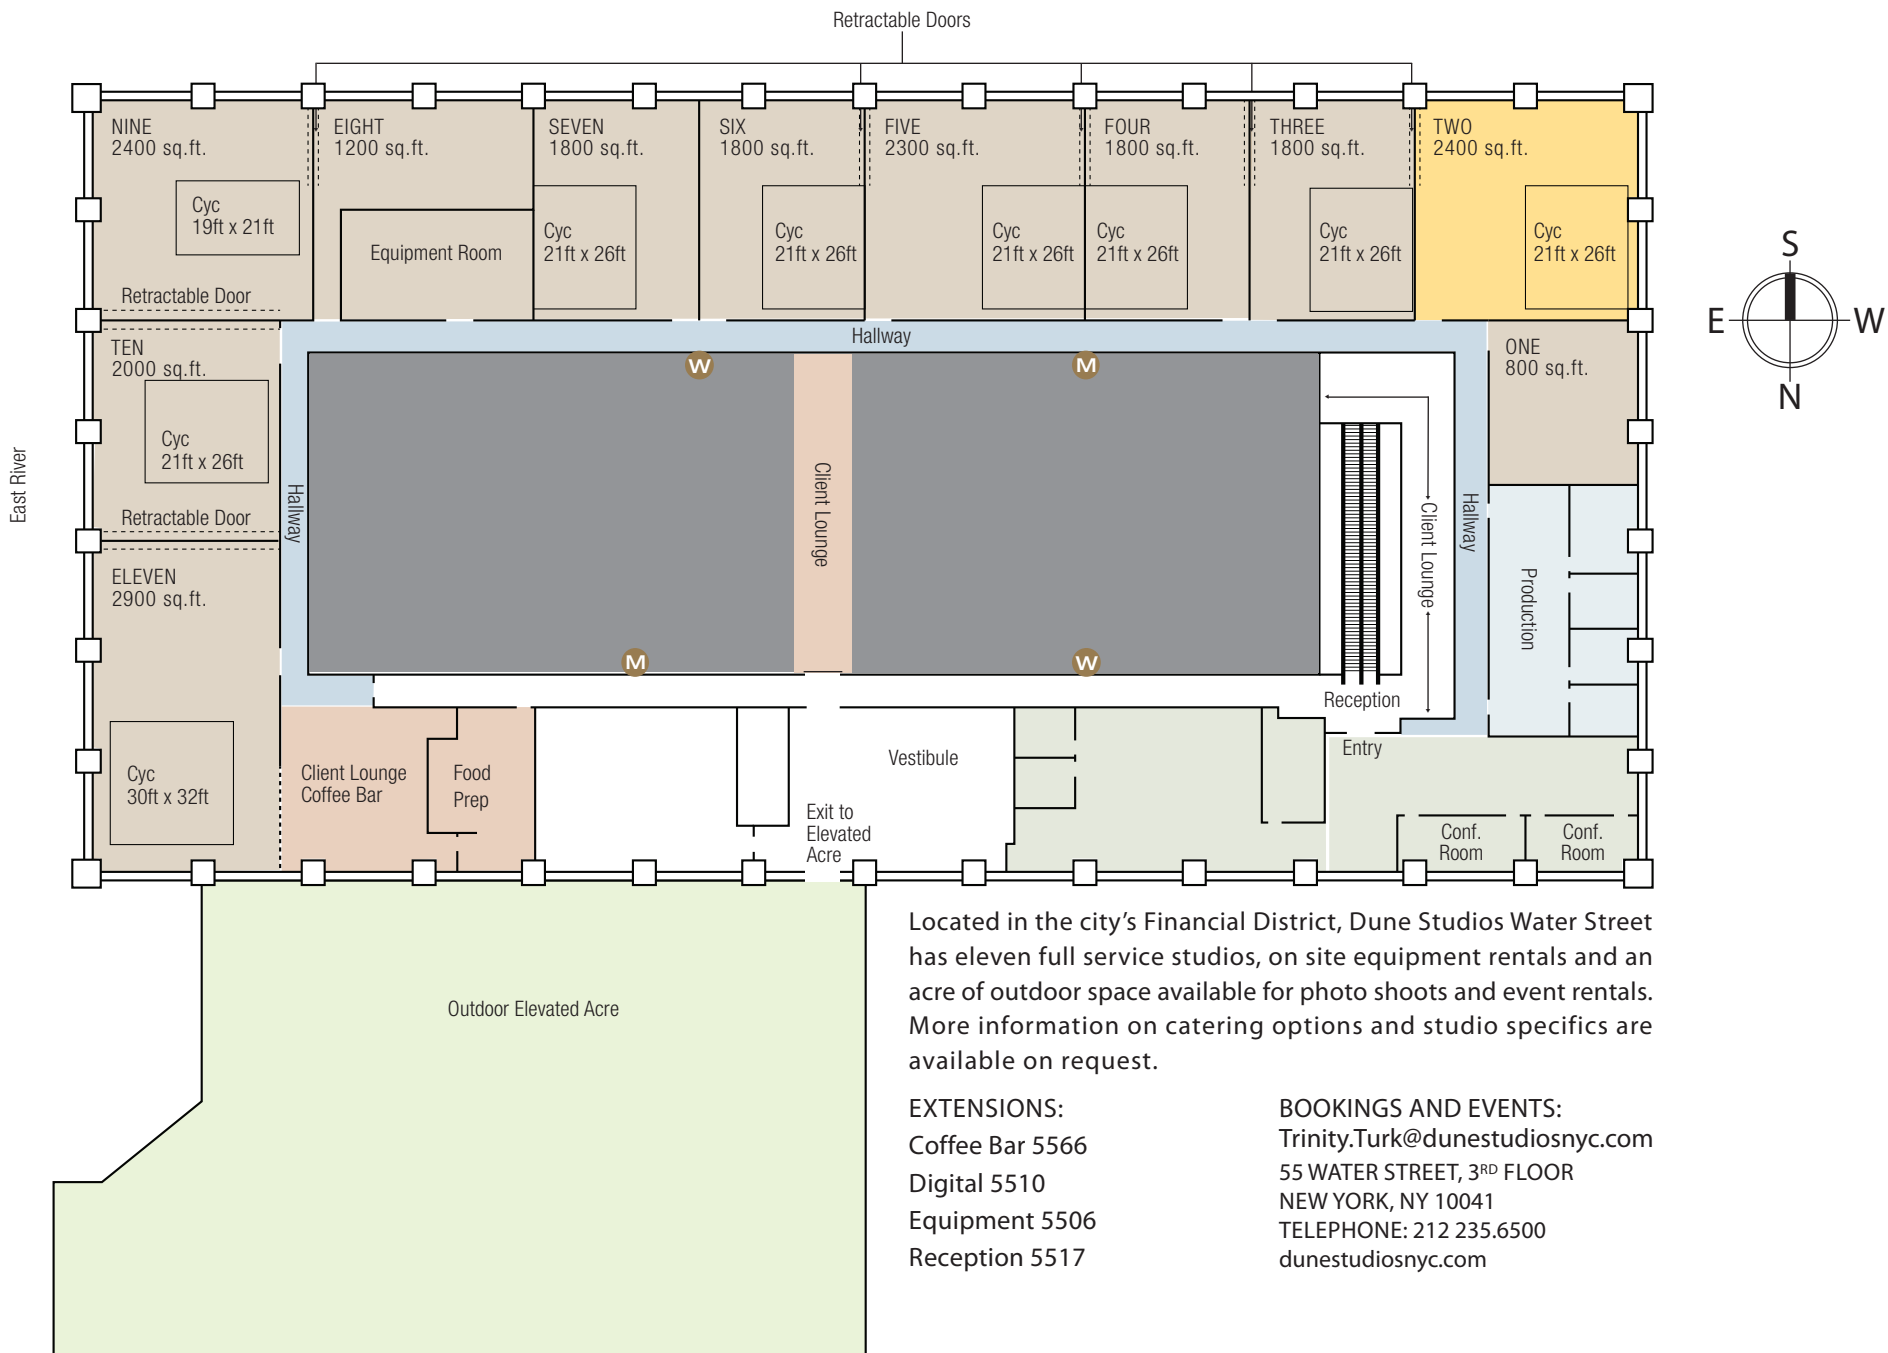 Retractable Doors
NINE
2400 sq.ft.
EIGHT
1200 sq.ft.
SEVEN
1800 sq.ft.
SIX
1800 sq.ft.
FIVE
2300 sq.ft.
FOUR
1800 sq.ft.
THREE
1800 sq.ft.
TWO
2400 sq.ft.
Cyc
19ft x 21ft
Equipment Room
Cyc
21ft x 26ft
Cyc
21ft x 26ft
Cyc
21ft x 26ft
Cyc
21ft x 26ft
Cyc
21ft x 26ft
Cyc
21ft x 26ft
S
E
W
N
Retractable Door
Hallway
TEN
2000 sq.ft.
W
M
ONE
800 sq.ft.
Cyc
21ft x 26ft
East River
Hallway
Client Lounge
Client Lounge
Hallway
Retractable Door
ELEVEN
2900 sq.ft.
Production
M
W
Reception
Cyc
30ft x 32ft
Client Lounge
Coffee Bar
Food
Prep
Vestibule
Entry
Exit to
Elevated
Acre
Conf.
Room
Conf.
Room
Outdoor Elevated Acre
Located in the city’s Financial District, Dune Studios Water Street
has eleven full service studios, on site equipment rentals and an
acre of outdoor space available for photo shoots and event rentals.
More information on catering options and studio specifics are
available on request.
EXTENSIONS:
Coffee Bar 5566
Digital 5510
Equipment 5506
Reception 5517
BOOKINGS AND EVENTS:
Trinity.Turk@dunestudiosnyc.com
55 WATER STREET, 3RD FLOOR
NEW YORK, NY 10041
TELEPHONE: 212 235.6500
dunestudiosnyc.com